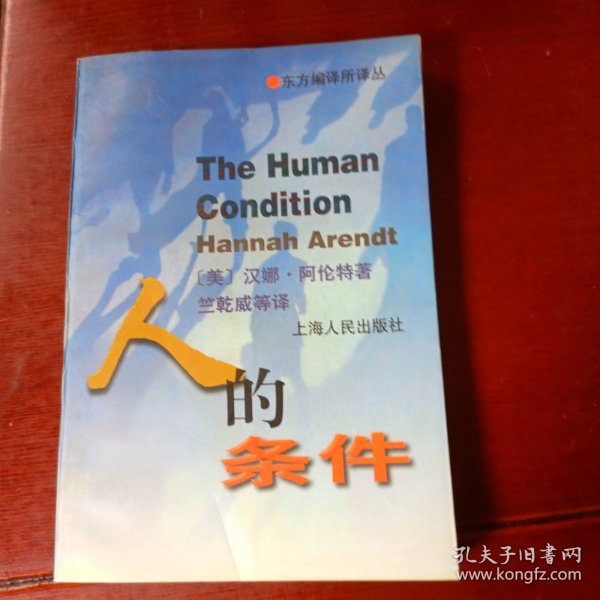 ●东方编译所译丛
The Human
Condition
Hannah Arendt
〔美〕汉娜·阿伦特著
竺乾威等译
上海人民出版社
人
的
条件
孔夫子旧书网
www.kongfz.com